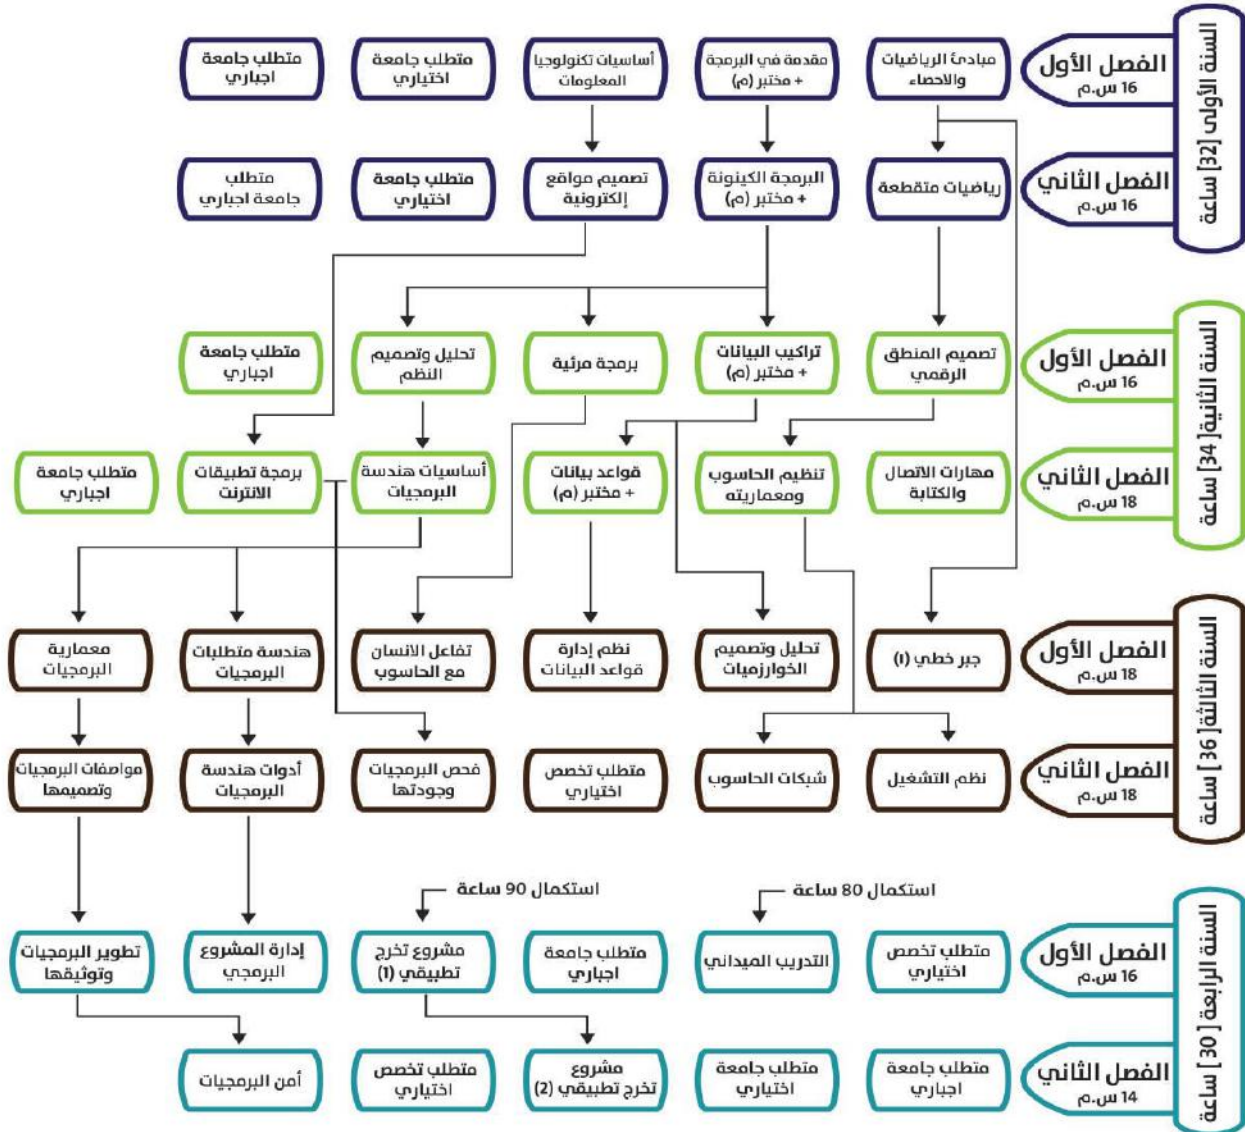 السنة الأولى [32] ساعة
الفصل الأول
16 س.م
مبادئ الرياضيات
والاحصاء
مقدمة في البرمجة
+ مختبر (م)
أساسيات تكنولوجيا
المعلومات
متطلب جامعة
اختياري
متطلب جامعة
اجباري
الفصل الثاني
16 س.م
رياضيات متقطعة
البرمجة الكينونة
+ مختبر (م)
تصميم مواقع
إلكترونية
متطلب جامعة
اختياري
متطلب
جامعة اجباري
السنة الثانية [34] ساعة
الفصل الأول
16 س.م
تصميم المنطق
الرقمي
تراكيب البيانات
+ مختبر (م)
برمجة مرئية
تحليل وتصميم
النظم
متطلب جامعة
اجباري
الفصل الثاني
18 س.م
مهارات الاتصال
والكتابة
تنظيم الحاسوب
ومعماريته
قواعد بيانات
+ مختبر (م)
أساسيات هندسة
البرمجيات
برمجة تطبيقات
الانترنت
متطلب جامعة
اجباري
السنة الثالثة [36] ساعة
الفصل الأول
18 س.م
جبر خطي (1)
تحليل وتصميم
الخوارزميات
نظم إدارة
قواعد البيانات
تفاعل الانسان
مع الحاسوب
هندسة متطلبات
البرمجيات
معمارية
البرمجيات
الفصل الثاني
18 س.م
نظم التشغيل
شبكات الحاسوب
متطلب تخصص
اختياري
فحص البرمجيات
وجودتها
أدوات هندسة
البرمجيات
مواصفات البرمجيات
وتصميمها
السنة الرابعة [30] ساعة
استكمال 80 ساعة
استكمال 90 ساعة
الفصل الأول
16 س.م
متطلب تخصص
اختياري
التدريب الميداني
متطلب جامعة
اجباري
مشروع تخرج
تطبيقي (1)
إدارة المشروع
البرمجي
تطوير البرمجيات
وتوثيقها
الفصل الثاني
14 س.م
متطلب جامعة
اجباري
متطلب جامعة
اختياري
مشروع
تخرج تطبيقي (2)
متطلب تخصص
اختياري
أمن البرمجيات